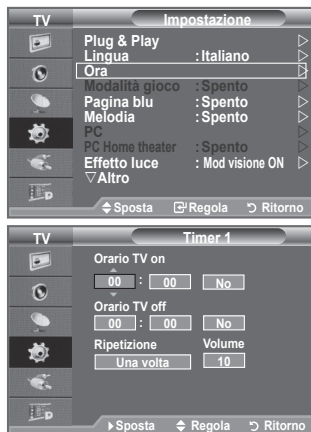 TV Impostazione
Plug & Play
Lingua : Italiano
Ora
Modalità gioco : Spento
Pagina blu : Spento
Melodia : Spento
PC
PC Home theater : Spento
Effetto luce : Mod visione ON
▽Altro
Sposta Regola Ritorno
TV Timer 1
Orario TV on
00 : 00 No
Orario TV off
00 : 00 No
Ripetizione Volume
Una volta 10
Sposta Regola Ritorno